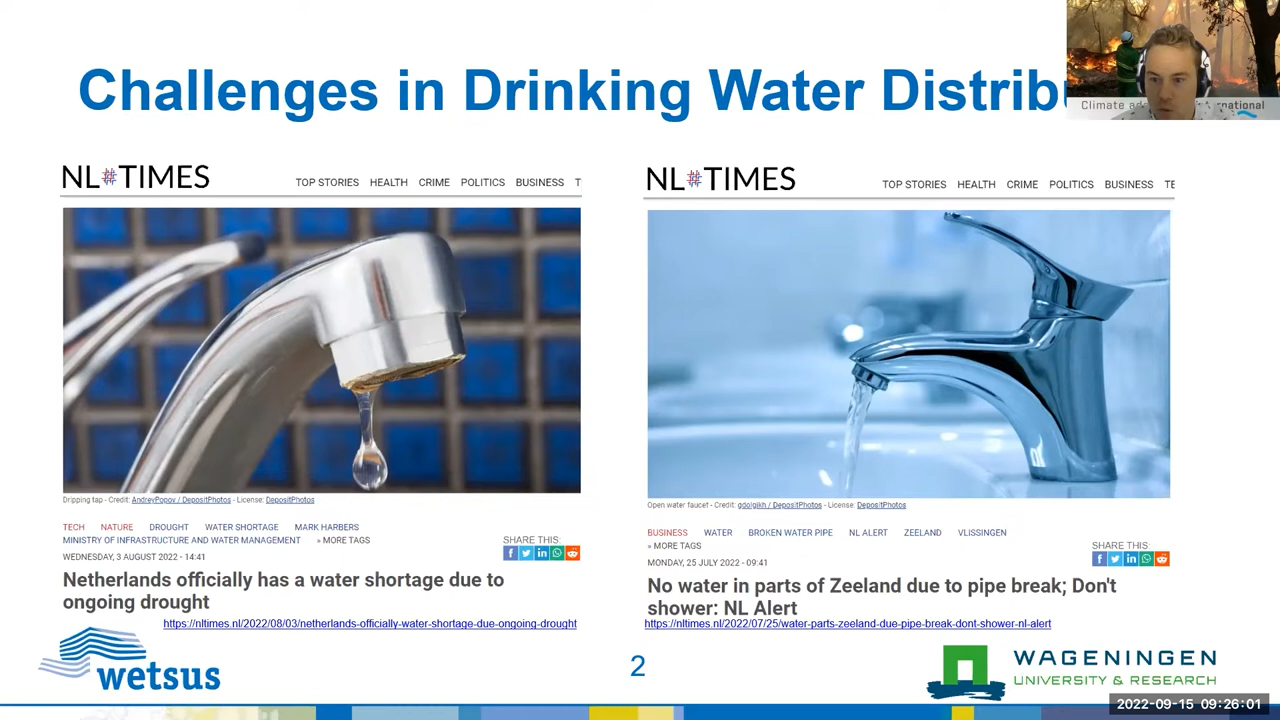 Challenges in Drinking Water Distrib
Climate
national
NL#TIMES
TOP STORIES HEALTH CRIME POLITICS BUSINESS T
Dripping tap - Credit: AndreyPopov / DepositPhotos - License: DepositPhotos
TECH NATURE DROUGHT WATER SHORTAGE MARK HARBERS
MINISTRY OF INFRASTRUCTURE AND WATER MANAGEMENT » MORE TAGS
SHARE THIS:
WEDNESDAY, 3 AUGUST 2022 - 14:41
Netherlands officially has a water shortage due to
ongoing drought
https://nltimes.nl/2022/08/03/netherlands-officially-water-shortage-due-ongoing-drought
NL#TIMES
TOP STORIES HEALTH CRIME POLITICS BUSINESS TE
Open water faucet - Credit: gdolgikh / DepositPhotos - License: DepositPhotos
BUSINESS WATER BROKEN WATER PIPE NL ALERT ZEELAND VLISSINGEN
» MORE TAGS
SHARE THIS:
MONDAY, 25 JULY 2022 - 09:41
No water in parts of Zeeland due to pipe break; Don't
shower: NL Alert
https://nltimes.nl/2022/07/25/water-parts-zeeland-due-pipe-break-dont-shower-nl-alert
wetsus
2
WAGENINGEN
UNIVERSITY & RESEARCH
2022-09-15 09:26:01